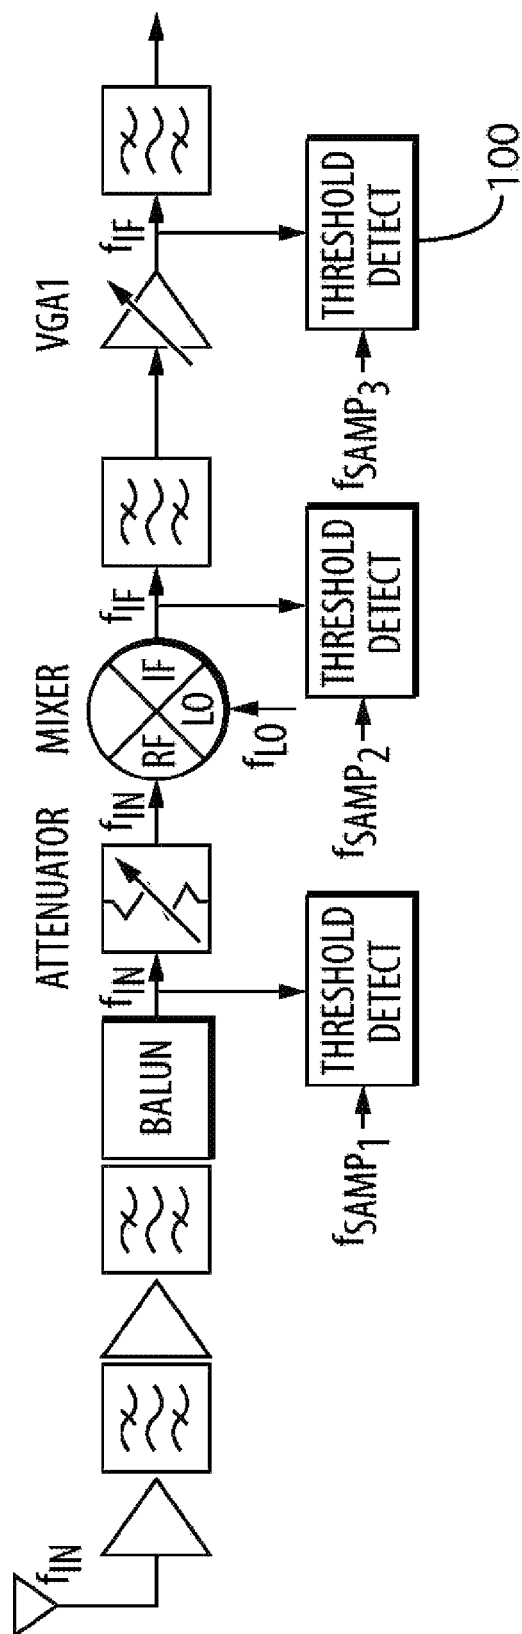 f_IN
BALUN
f_IN
ATTENUATOR
f_IN
MIXER
RF
IF
LO
f_LO
f_IF
VGA1
f_IF
f_SAMP1
THRESHOLD
DETECT
f_SAMP2
THRESHOLD
DETECT
f_SAMP3
THRESHOLD
DETECT
100